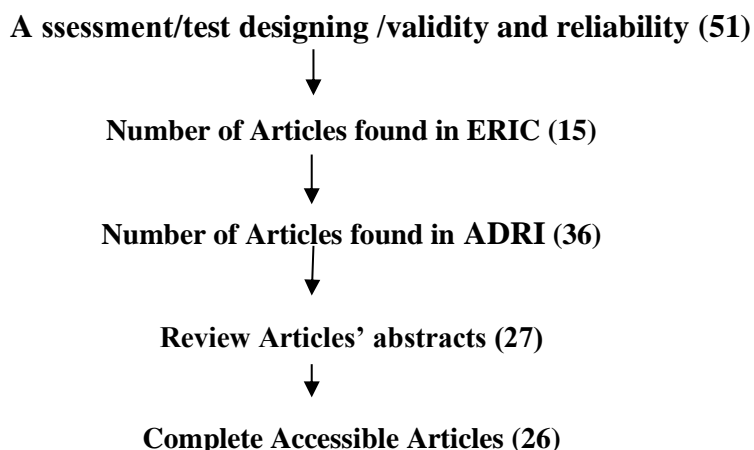 A ssessment/test designing /validity and reliability (51)
Number of Articles found in ERIC (15)
Number of Articles found in ADRI (36)
Review Articles’ abstracts (27)
Complete Accessible Articles (26)